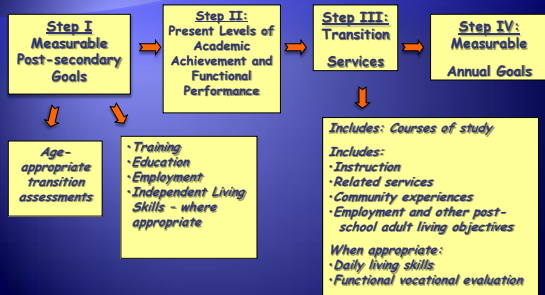 Step I
Measurable
Post-secondary
Goals
Step II:
Present Levels of
Academic
Achievement and
Functional
Performance
Step III:
Transition
Services
Step IV:
Measurable
Annual Goals
Age-
appropriate
transition
assessments
•Training
•Education
•Employment
•Independent Living
Skills – where
appropriate
Includes: Courses of study
Includes:
•Instruction
•Related services
•Community experiences
•Employment and other post-
school adult living objectives
When appropriate:
•Daily living skills
•Functional vocational evaluation